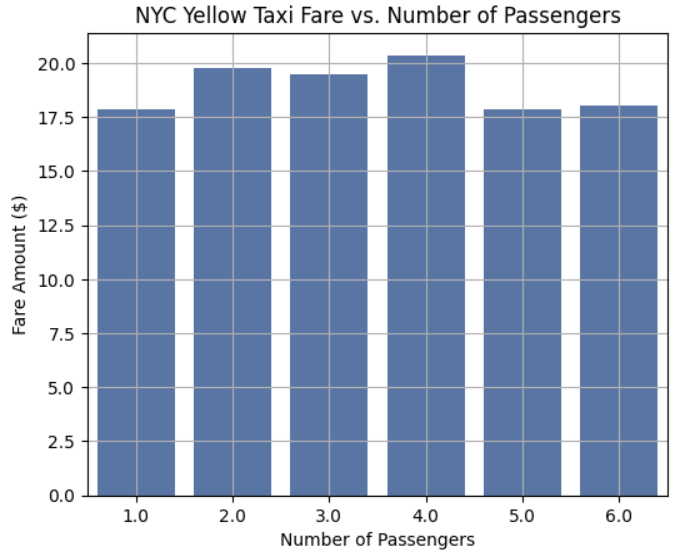 NYC Yellow Taxi Fare vs. Number of Passengers
Fare Amount ($)
20.0
17.5
15.0
12.5
10.0
7.5
5.0
2.5
0.0
1.0 2.0 3.0 4.0 5.0 6.0
Number of Passengers